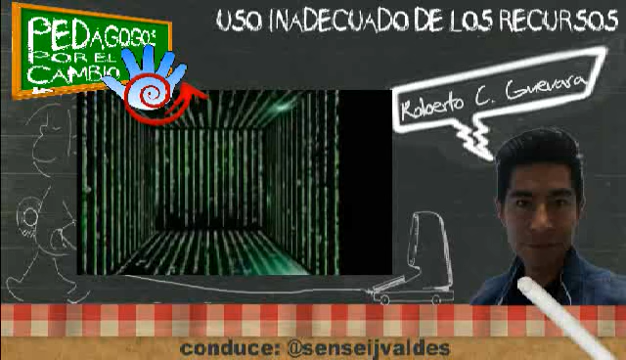 USO INADECUADO DE LOS RECURSOS
PEDAGOGOS
POR EL
CAMBIO
Roberto C. Guevara
conduce: @senseijvaldes